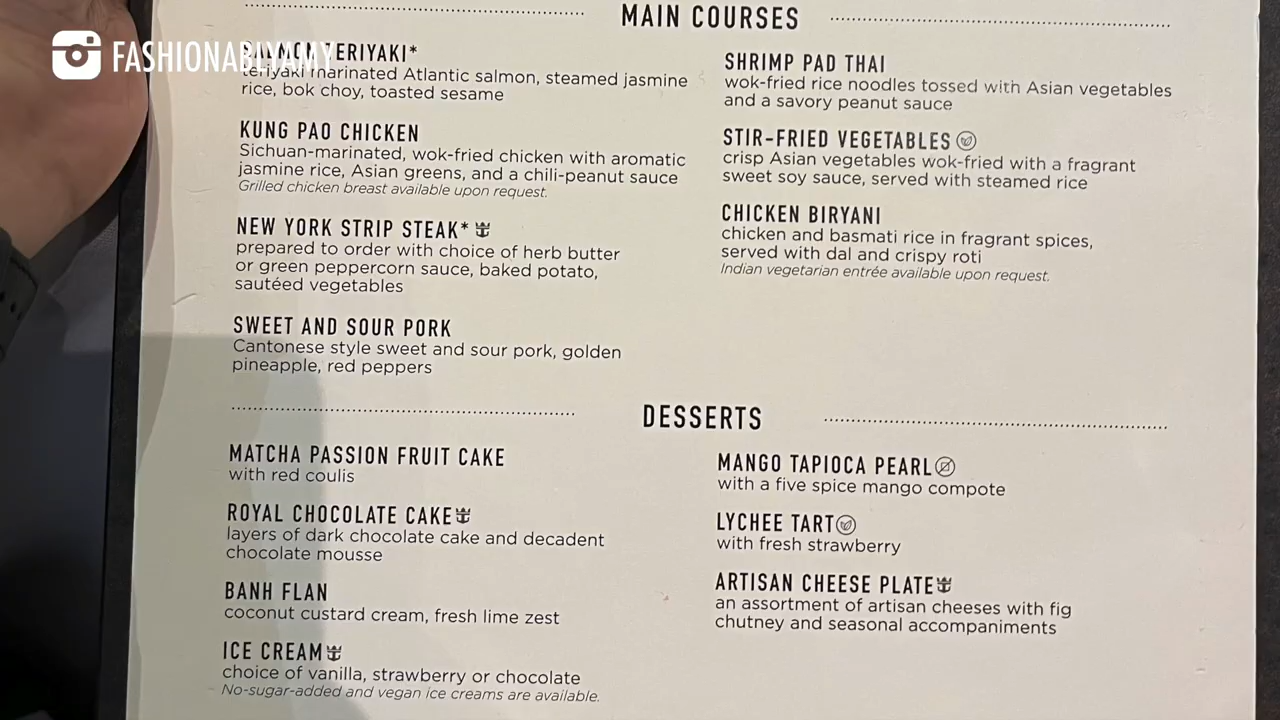 FASHIONABLYAMY
MAIN COURSES
SALMON TERIYAKI*
teriyaki marinated Atlantic salmon, steamed jasmine
rice, bok choy, toasted sesame
KUNG PAO CHICKEN
Sichuan-marinated, wok-fried chicken with aromatic
jasmine rice, Asian greens, and a chili-peanut sauce
Grilled chicken breast available upon request.
NEW YORK STRIP STEAK*
prepared to order with choice of herb butter
or green peppercorn sauce, baked potato,
sautéed vegetables
SWEET AND SOUR PORK
Cantonese style sweet and sour pork, golden
pineapple, red peppers
SHRIMP PAD THAI
wok-fried rice noodles tossed with Asian vegetables
and a savory peanut sauce
STIR-FRIED VEGETABLES
crisp Asian vegetables wok-fried with a fragrant
sweet soy sauce, served with steamed rice
CHICKEN BIRYANI
chicken and basmati rice in fragrant spices,
served with dal and crispy roti
Indian vegetarian entrée available upon request.
DESSERTS
MATCHA PASSION FRUIT CAKE
with red coulis
ROYAL CHOCOLATE CAKE
layers of dark chocolate cake and decadent
chocolate mousse
BANH FLAN
coconut custard cream, fresh lime zest
ICE CREAM
choice of vanilla, strawberry or chocolate
No-sugar-added and vegan ice creams are available.
MANGO TAPIOCA PEARL
with a five spice mango compote
LYCHEE TART
with fresh strawberry
ARTISAN CHEESE PLATE
an assortment of artisan cheeses with fig
chutney and seasonal accompaniments